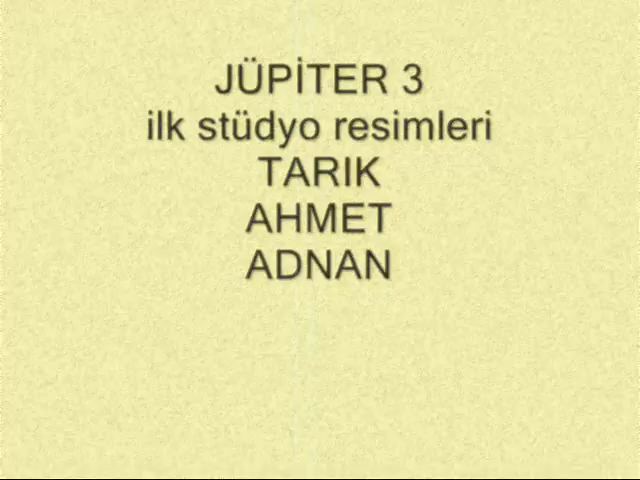 JÜPİTER 3
ilk stüdyo resimleri
TARIK
AHMET
ADNAN